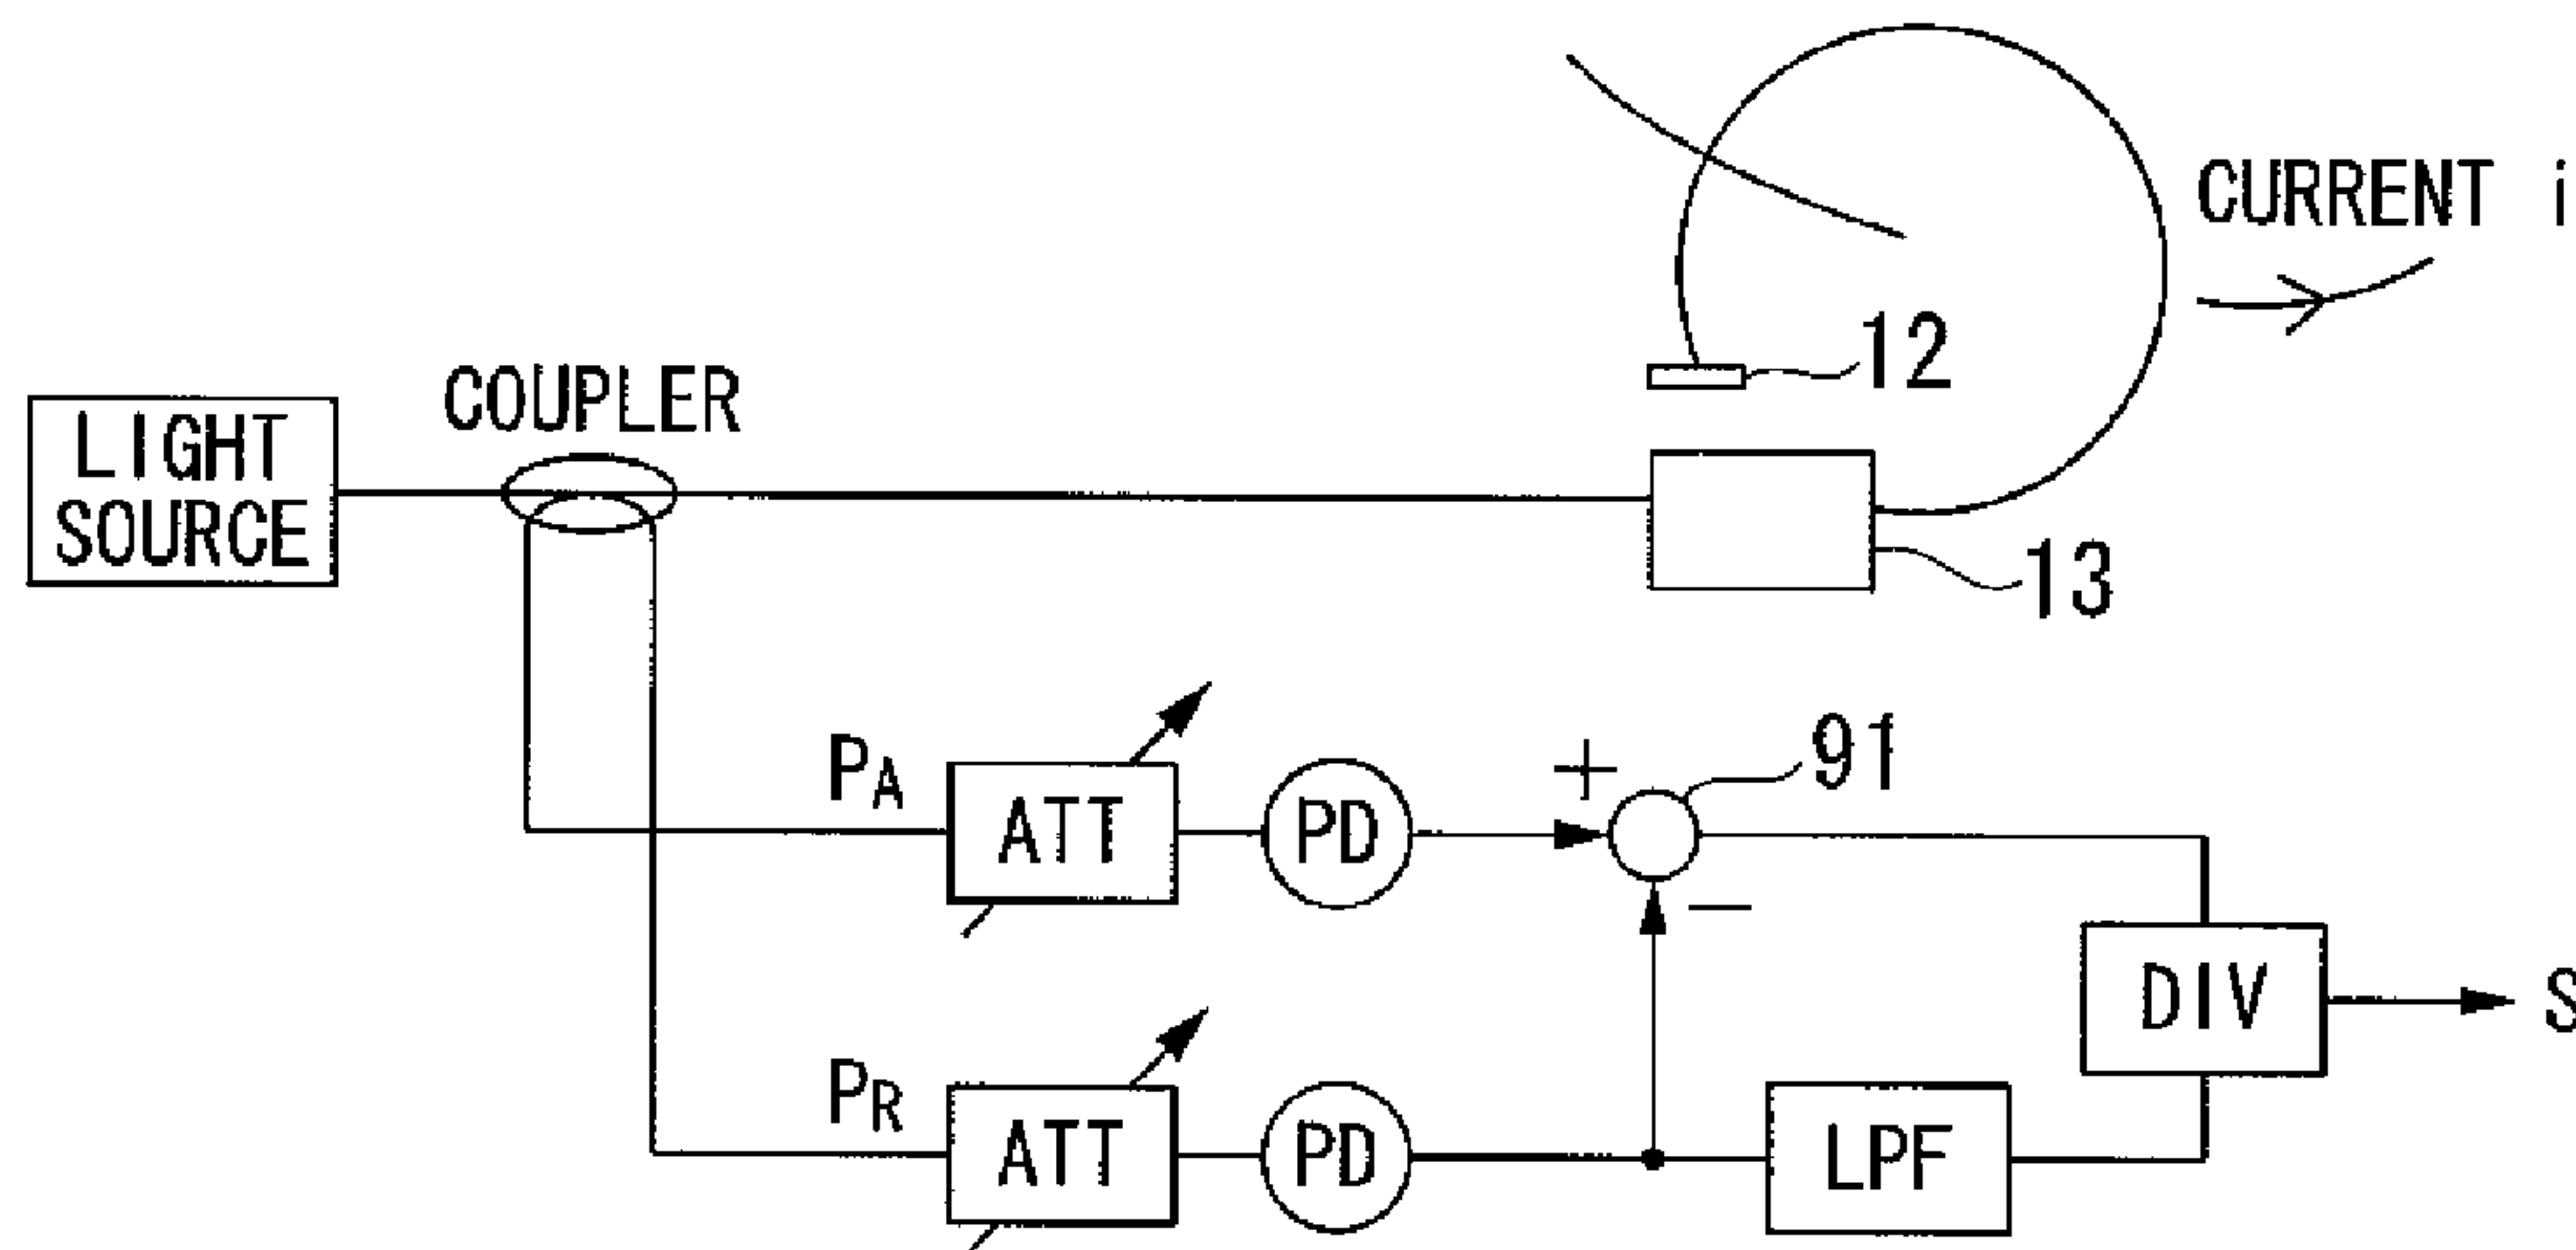 CURRENT i
12
COUPLER
LIGHT
SOURCE
13
91
PA
ATT
PD
+
−
DIV
S
PR
ATT
PD
LPF